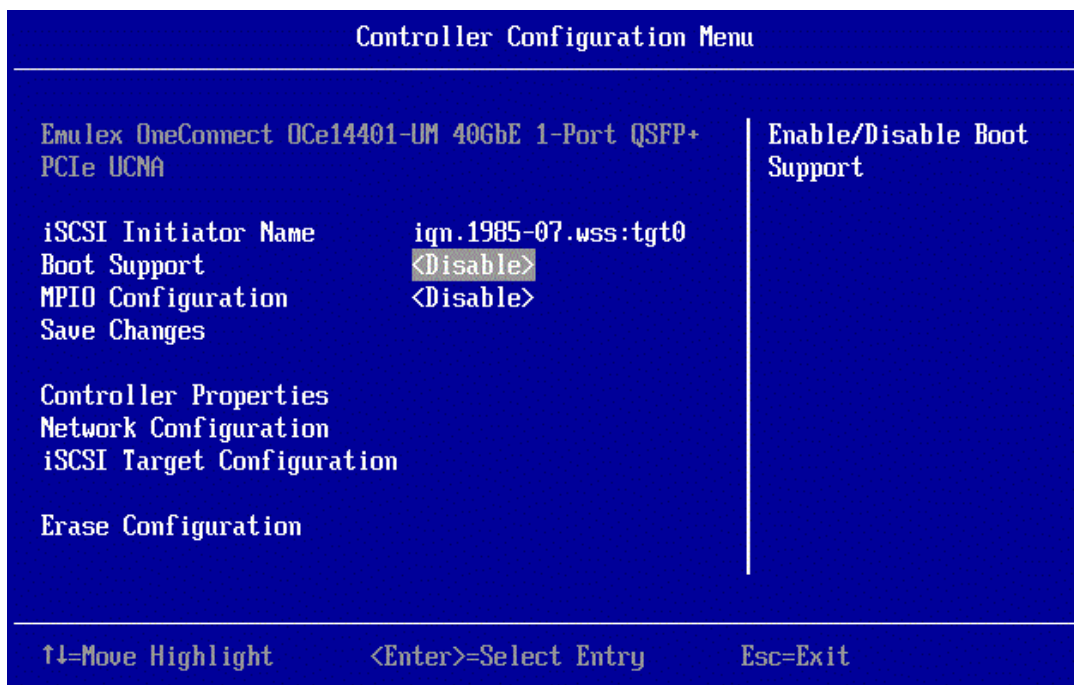 Controller Configuration Menu
Emulex OneConnect OCe14401-UM 40GbE 1-Port QSFP+
PCIe UCNA
Enable/Disable Boot
Support
iSCSI Initiator Name iqn.1985-07.wss:tgt0
Boot Support <Disable>
MPIO Configuration <Disable>
Save Changes
Controller Properties
Network Configuration
iSCSI Target Configuration
Erase Configuration
↑↓=Move Highlight <Enter>=Select Entry Esc=Exit